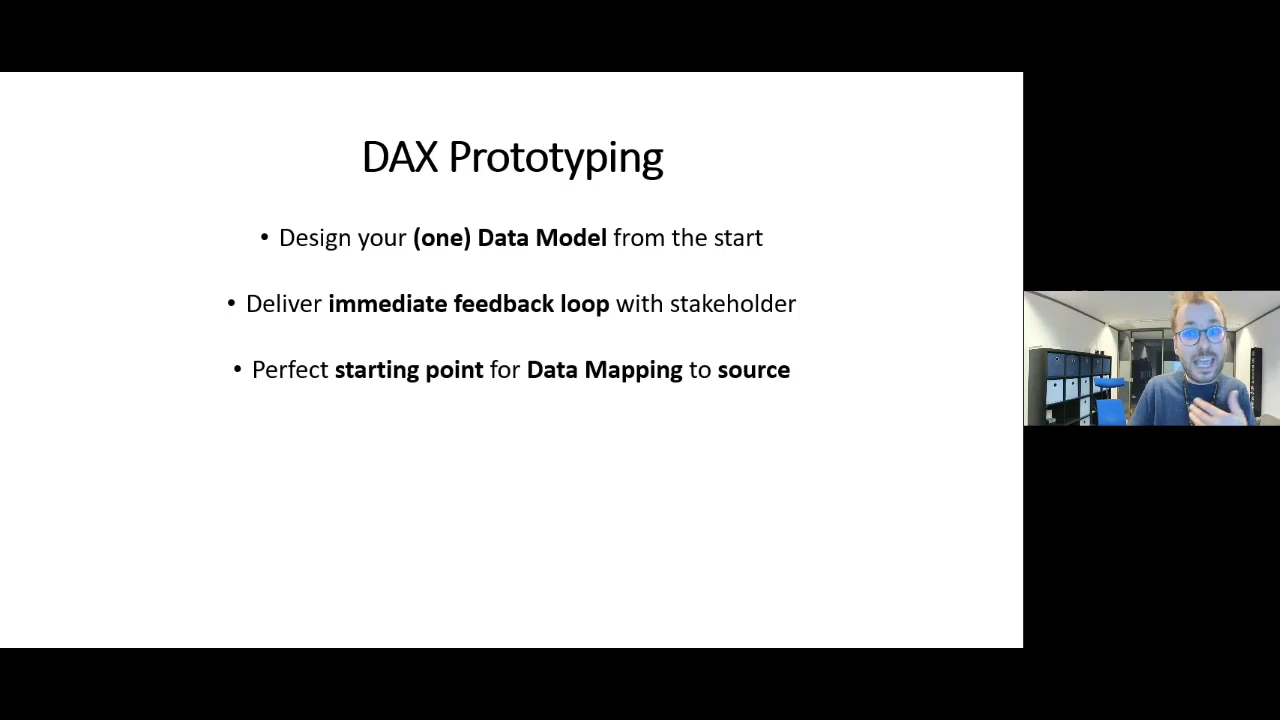 DAX Prototyping
• Design your (one) Data Model from the start
• Deliver immediate feedback loop with stakeholder
• Perfect starting point for Data Mapping to source